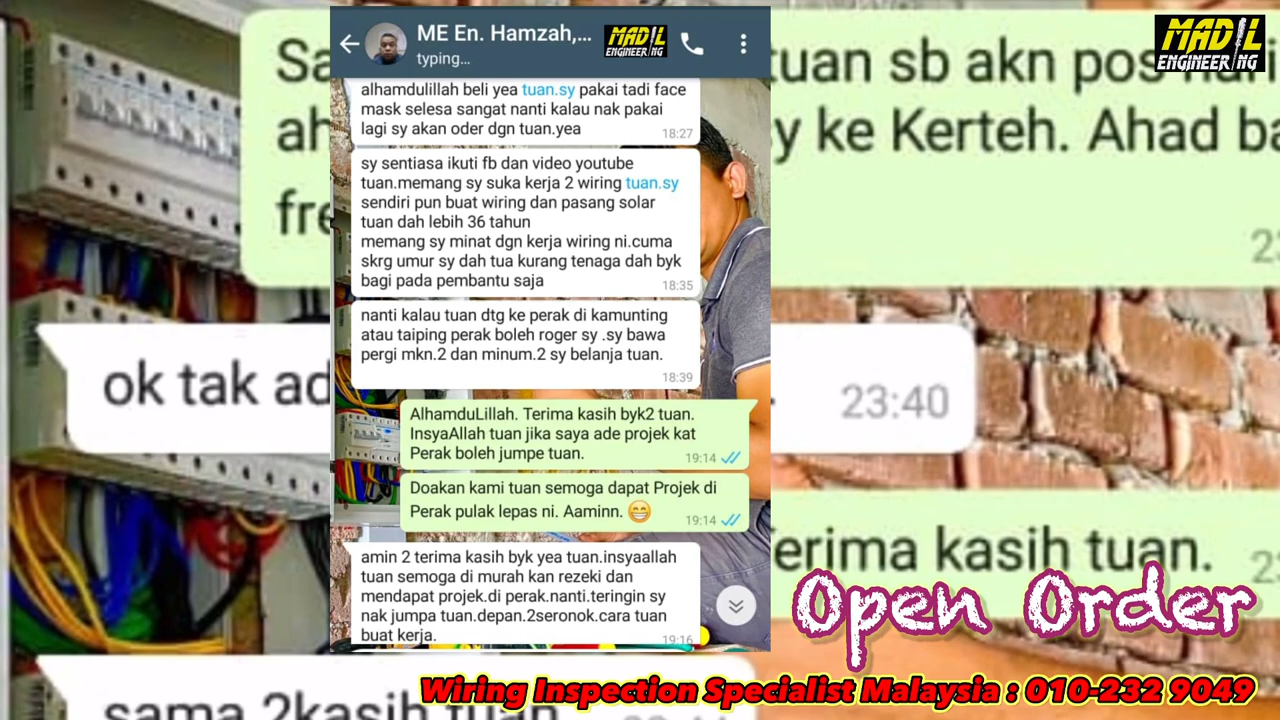 ME En. Hamzah,...
typing...
MADIL
ENGINEERING
alhamdulillah beli yea tuan.sy pakai tadi face
mask selesa sangat nanti kalau nak pakai
lagi sy akan oder dgn tuan.yea
18:27
sy sentiasa ikuti fb dan video youtube
tuan.memang sy suka kerja 2 wiring tuan.sy
sendiri pun buat wiring dan pasang solar
tuan dah lebih 36 tahun
memang sy minat dgn kerja wiring ni.cuma
skrg umur sy dah tua kurang tenaga dah byk
bagi pada pembantu saja
18:35
nanti kalau tuan dtg ke perak di kamunting
atau taiping perak boleh roger sy .sy bawa
pergi mkn.2 dan minum.2 sy belanja tuan.
18:39
AlhamduLillah. Terima kasih byk2 tuan.
InsyaAllah tuan jika saya ade projek kat
Perak boleh jumpe tuan.
19:14
Doakan kami tuan semoga dapat Projek di
Perak pulak lepas ni. Aaminn. 😁
19:14
amin 2 terima kasih byk yea tuan.insyaallah
tuan semoga di murah kan rezeki dan
mendapat projek.di perak.nanti.teringin sy
nak jumpa tuan.depan.2seronok.cara tuan
buat kerja.
19:16
MADIL
ENGINEERING
tuan sb akn pos
ke Kerteh. Ahad
ok tak
23:40
kasih tuan.
sama 2kasih tuan
Open Order
Wiring Inspection Specialist Malaysia : 010-232 9049